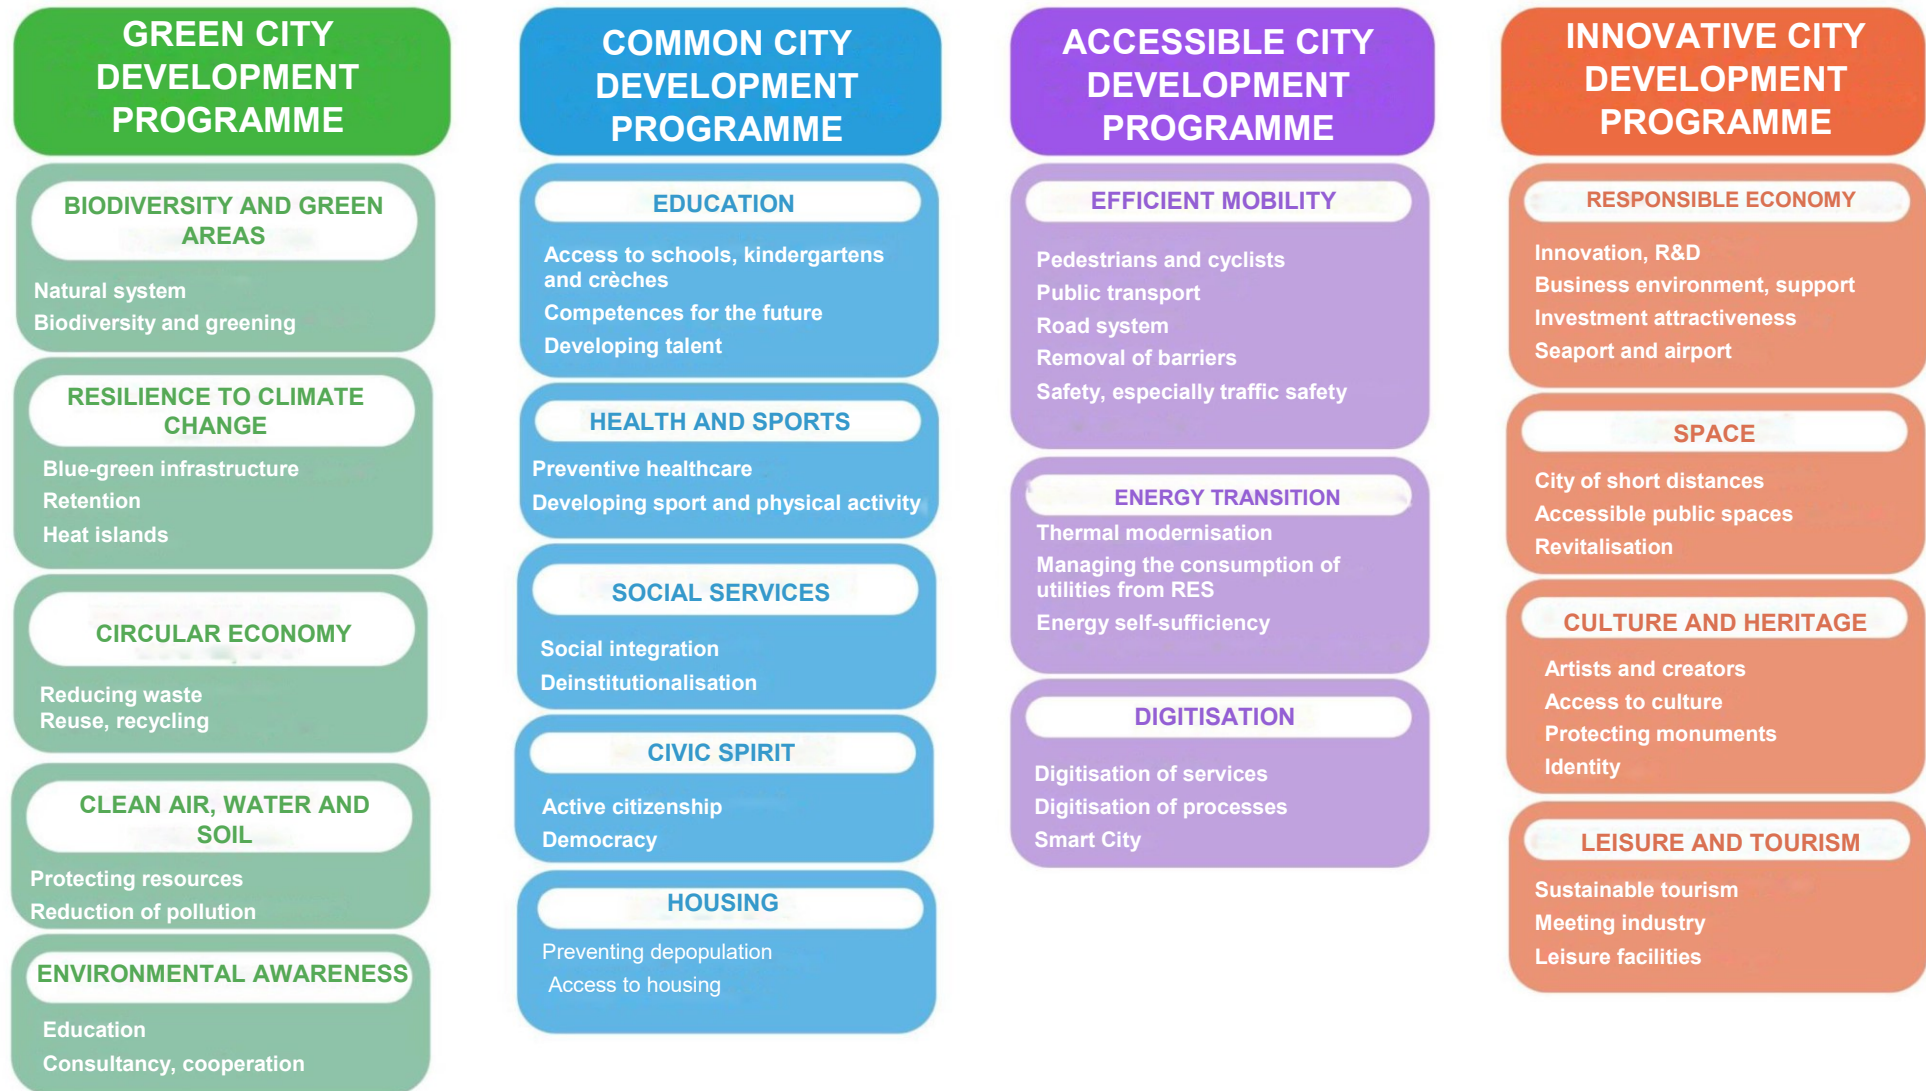 GREEN CITY
DEVELOPMENT
PROGRAMME
BIODIVERSITY AND GREEN
AREAS
Natural system
Biodiversity and greening
RESILIENCE TO CLIMATE
CHANGE
Blue-green infrastructure
Retention
Heat islands
CIRCULAR ECONOMY
Reducing waste
Reuse, recycling
CLEAN AIR, WATER AND
SOIL
Protecting resources
Reduction of pollution
ENVIRONMENTAL AWARENESS
Education
Consultancy, cooperation
COMMON CITY
DEVELOPMENT
PROGRAMME
EDUCATION
Access to schools, kindergartens
and crèches
Competences for the future
Developing talent
HEALTH AND SPORTS
Preventive healthcare
Developing sport and physical activity
SOCIAL SERVICES
Social integration
Deinstitutionalisation
CIVIC SPIRIT
Active citizenship
Democracy
HOUSING
Preventing depopulation
Access to housing
ACCESSIBLE CITY
DEVELOPMENT
PROGRAMME
EFFICIENT MOBILITY
Pedestrians and cyclists
Public transport
Road system
Removal of barriers
Safety, especially traffic safety
ENERGY TRANSITION
Thermal modernisation
Managing the consumption of
utilities from RES
Energy self-sufficiency
DIGITISATION
Digitisation of services
Digitisation of processes
Smart City
INNOVATIVE CITY
DEVELOPMENT
PROGRAMME
RESPONSIBLE ECONOMY
Innovation, R&D
Business environment, support
Investment attractiveness
Seaport and airport
SPACE
City of short distances
Accessible public spaces
Revitalisation
CULTURE AND HERITAGE
Artists and creators
Access to culture
Protecting monuments
Identity
LEISURE AND TOURISM
Sustainable tourism
Meeting industry
Leisure facilities